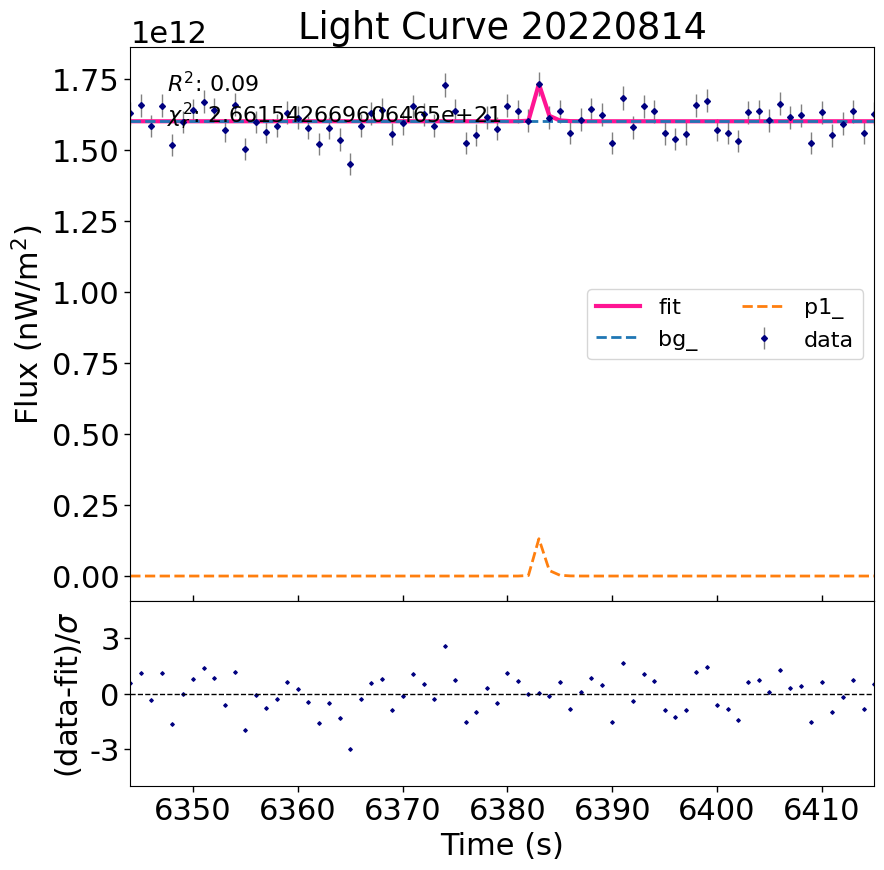 Light Curve 20220814
1e12
R²: 0.09
χ²: 2.661542669606465e+21
1.75
1.50
1.25
1.00
0.75
0.50
0.25
0.00
Flux (nW/m²)
fit
bg_
p1_
data
3
0
-3
(data-fit)/σ
6350 6360 6370 6380 6390 6400 6410
Time (s)